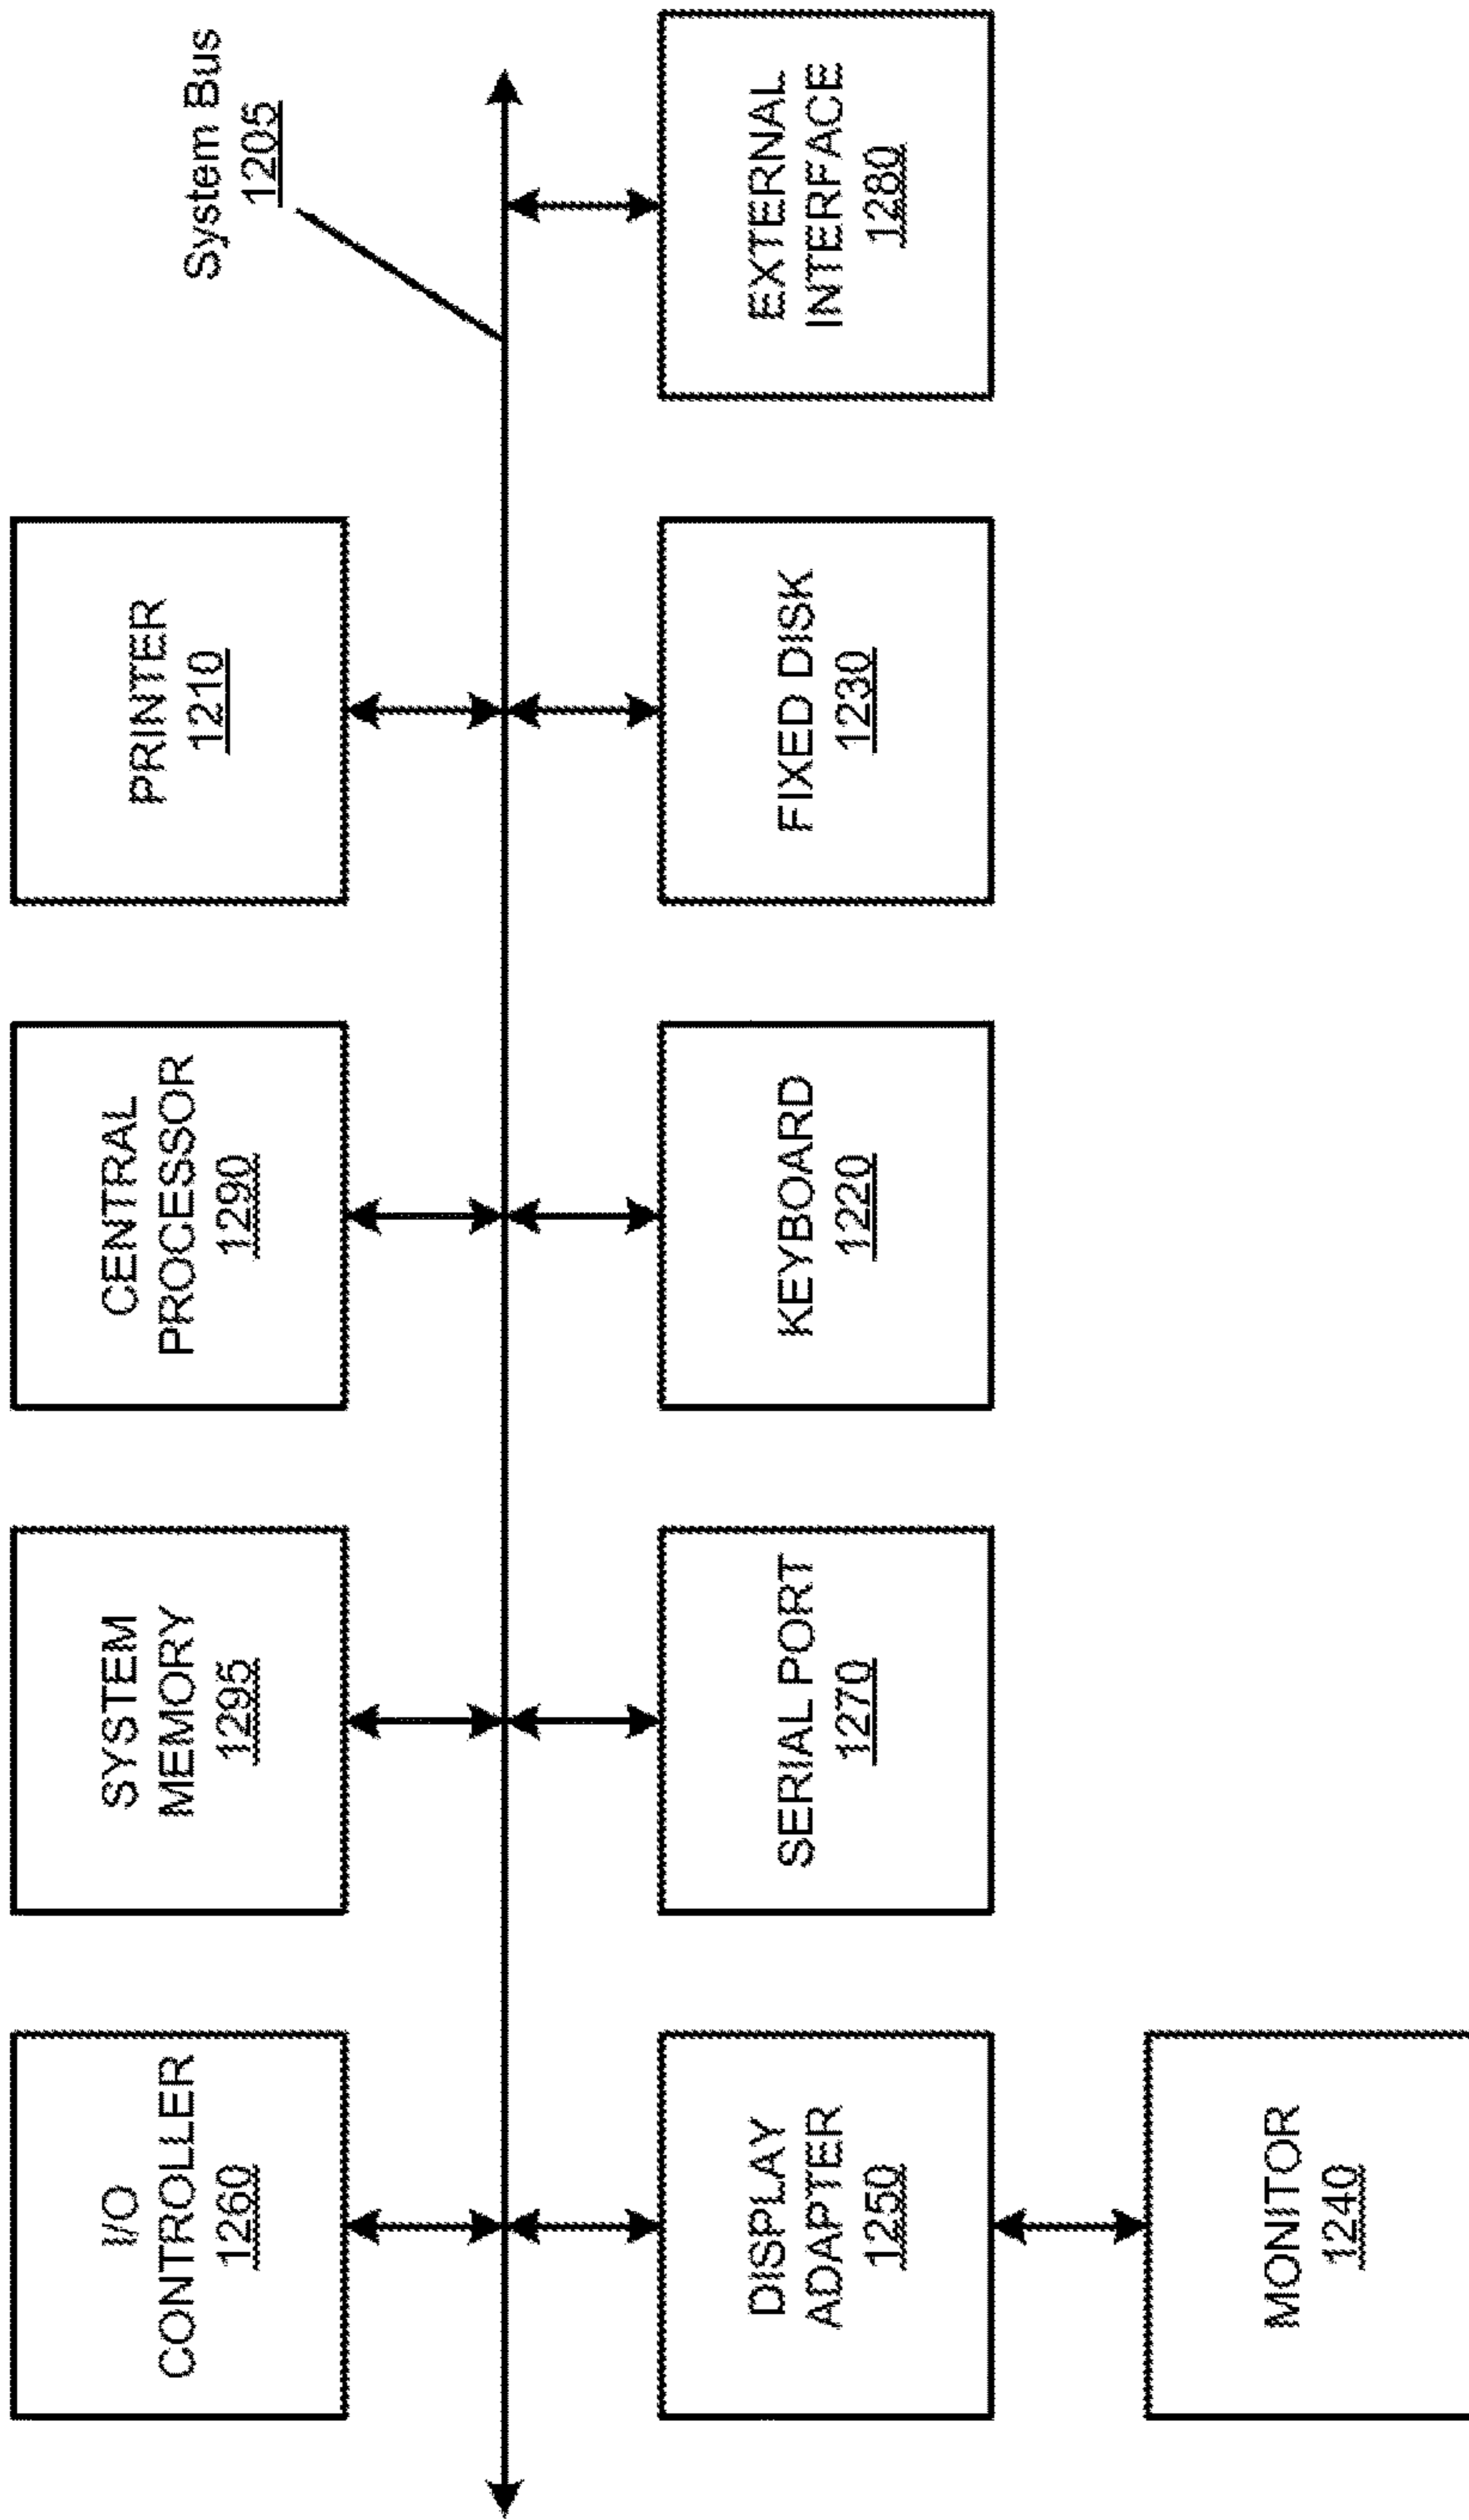 System Bus
1205
I/O
CONTROLLER
1260
SYSTEM
MEMORY
1295
CENTRAL
PROCESSOR
1290
PRINTER
1210
DISPLAY
ADAPTER
1250
SERIAL PORT
1270
KEYBOARD
1220
FIXED DISK
1230
EXTERNAL
INTERFACE
1280
MONITOR
1240